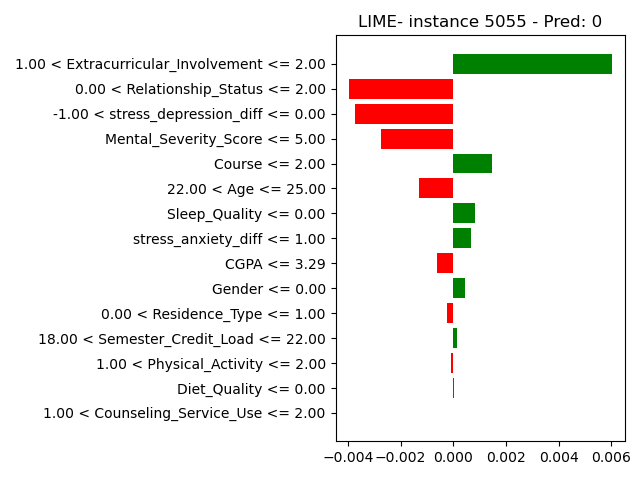 LIME- instance 5055 - Pred: 0
1.00 < Extracurricular_Involvement <= 2.00
0.00 < Relationship_Status <= 2.00
-1.00 < stress_depression_diff <= 0.00
Mental_Severity_Score <= 5.00
Course <= 2.00
22.00 < Age <= 25.00
Sleep_Quality <= 0.00
stress_anxiety_diff <= 1.00
CGPA <= 3.29
Gender <= 0.00
0.00 < Residence_Type <= 1.00
18.00 < Semester_Credit_Load <= 22.00
1.00 < Physical_Activity <= 2.00
Diet_Quality <= 0.00
1.00 < Counseling_Service_Use <= 2.00
−0.004 −0.002 0.000 0.002 0.004 0.006